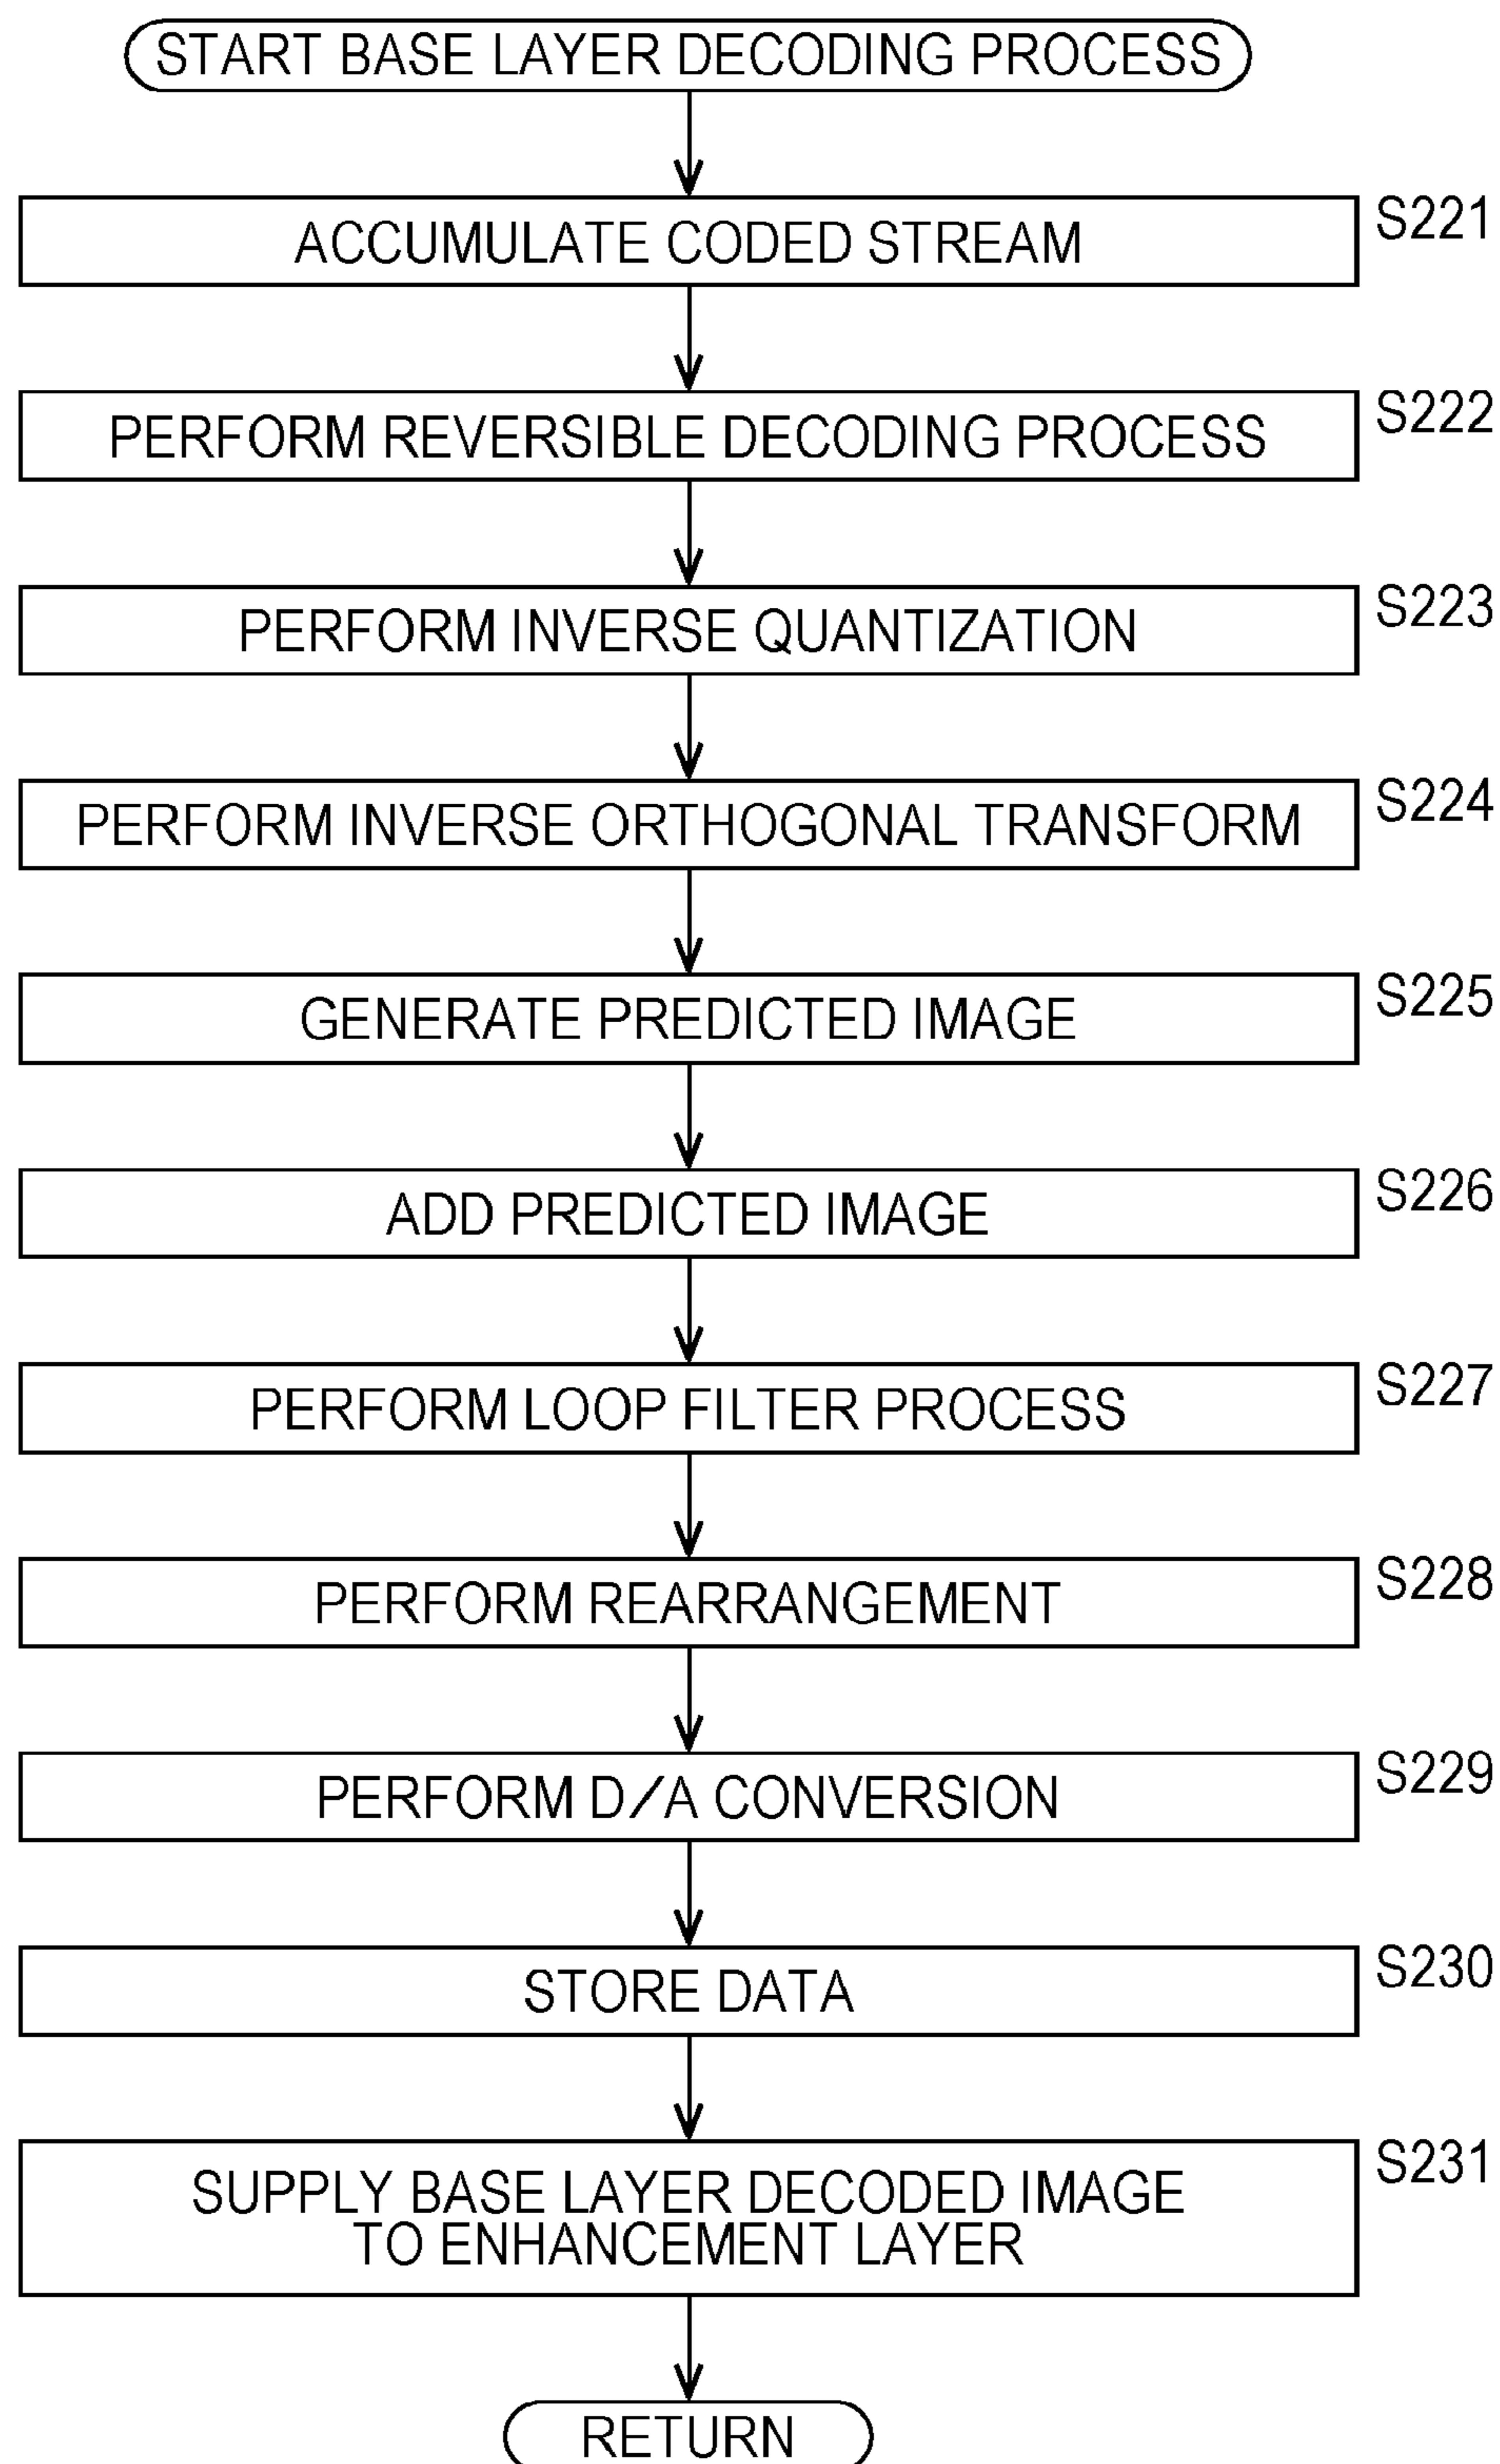 START BASE LAYER DECODING PROCESS
S221
ACCUMULATE CODED STREAM
S222
PERFORM REVERSIBLE DECODING PROCESS
S223
PERFORM INVERSE QUANTIZATION
S224
PERFORM INVERSE ORTHOGONAL TRANSFORM
S225
GENERATE PREDICTED IMAGE
S226
ADD PREDICTED IMAGE
S227
PERFORM LOOP FILTER PROCESS
S228
PERFORM REARRANGEMENT
S229
PERFORM D/A CONVERSION
S230
STORE DATA
S231
SUPPLY BASE LAYER DECODED IMAGE
TO ENHANCEMENT LAYER
RETURN